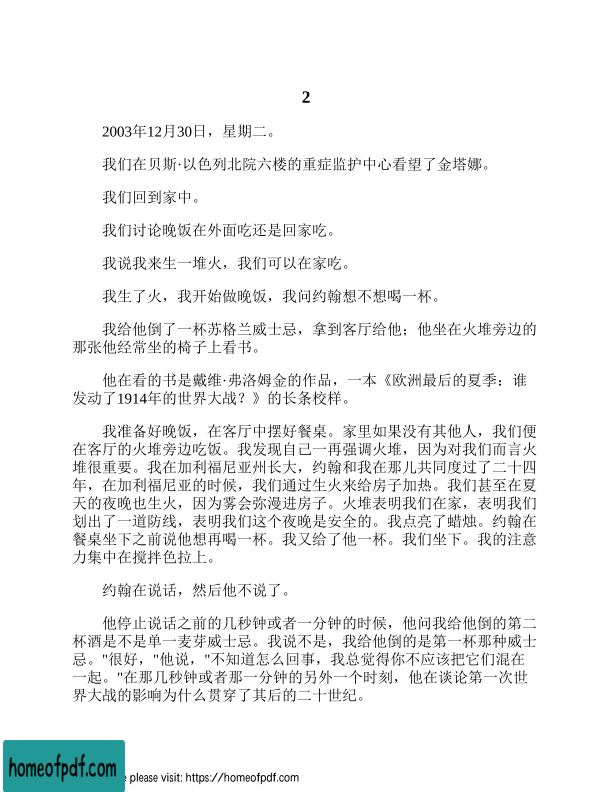 2
2003年12月30日，星期二。
我们在贝斯·以色列北院六楼的重症监护中心看望了金塔娜。
我们回到家中。
我们讨论晚饭在外面吃还是回家吃。
我说我来生一堆火，我们可以在家吃。
我生了火，我开始做晚饭，我问约翰想不想喝一杯。
我给他倒了一杯苏格兰威士忌，拿到客厅给他；他坐在火堆旁边的
那张他经常坐的椅子上看书。
他在看的书是戴维·弗洛姆金的作品，一本《欧洲最后的夏季：谁
发动了1914年的世界大战？》的长条校样。
我准备好晚饭，在客厅中摆好餐桌。家里如果没有其他人，我们便
在客厅的火堆旁边吃饭。我发现自己一再强调火堆，因为对我们而言火
堆很重要。我在加利福尼亚州长大，约翰和我在那儿共同度过了二十四
年，在加利福尼亚的时候，我们通过生火来给房子加热。我们甚至在夏
天的夜晚也生火，因为雾会弥漫进房子。火堆表明我们在家，表明我们
划出了一道防线，表明我们这个夜晚是安全的。我点亮了蜡烛。约翰在
餐桌坐下之前说他想再喝一杯。我又给了他一杯。我们坐下。我的注意
力集中在搅拌色拉上。
约翰在说话，然后他不说了。
他停止说话之前的几秒钟或者一分钟的时候，他问我给他倒的第二
杯酒是不是单一麦芽威士忌。我说不是，我给他倒的是第一杯那种威士
忌。"很好，"他说，"不知道怎么回事，我总觉得你不应该把它们混在
一起。"在那几秒钟或者那一分钟的另外一个时刻，他在谈论第一次世
界大战的影响为什么贯穿了其后的二十世纪。
homeofpdf.com
e please visit: https://homeofpdf.com